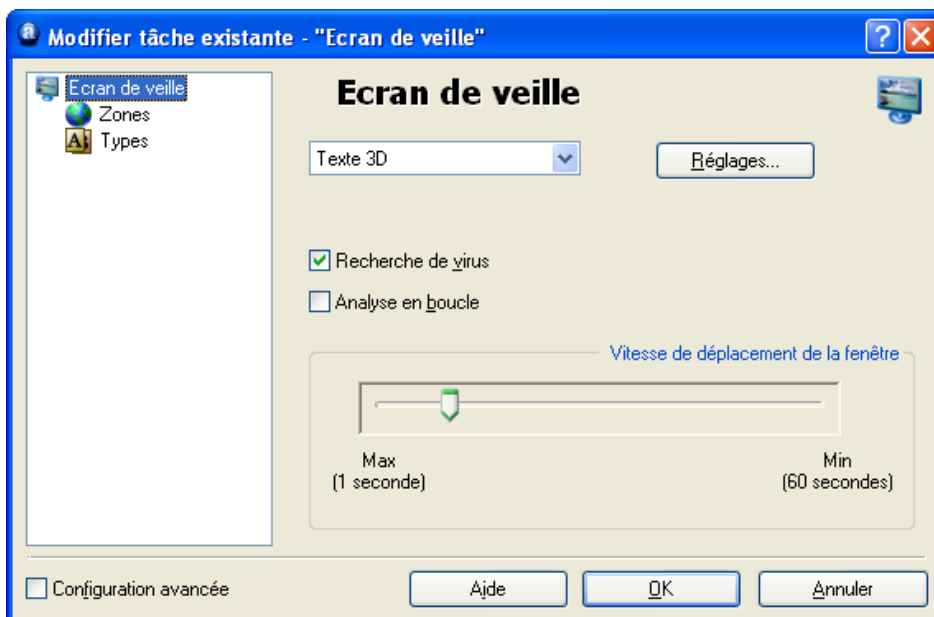 Modifier tâche existante - "Ecran de veille"
Ecran de veille
Zones
Types
Ecran de veille
Texte 3D
Réglages...
Recherche de virus
Analyse en boucle
Vitesse de déplacement de la fenêtre
Max
(1 seconde)
Min
(60 secondes)
Configuration avancée
Aide
OK
Annuler